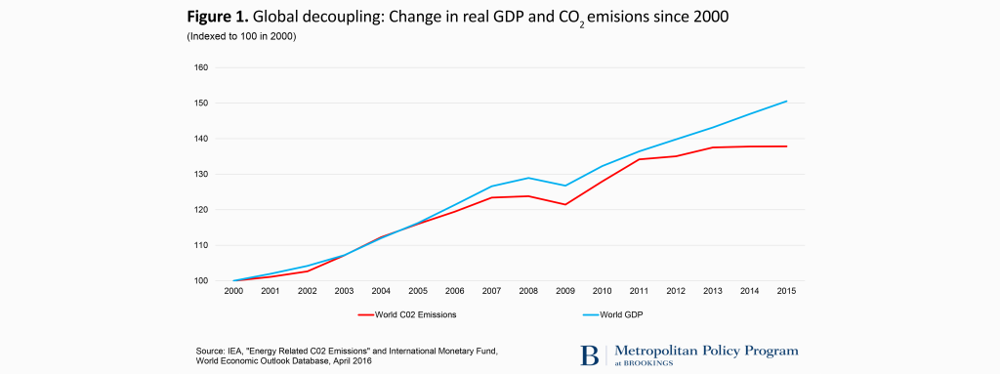 Figure 1. Global decoupling: Change in real GDP and CO2 emisions since 2000
(Indexed to 100 in 2000)
160
150
140
130
120
110
100
2000 2001 2002 2003 2004 2005 2006 2007 2008 2009 2010 2011 2012 2013 2014 2015
World C02 Emissions World GDP
Source: IEA, "Energy Related C02 Emissions" and International Monetary Fund,
World Economic Outlook Database, April 2016
B Metropolitan Policy Program
at BROOKINGS